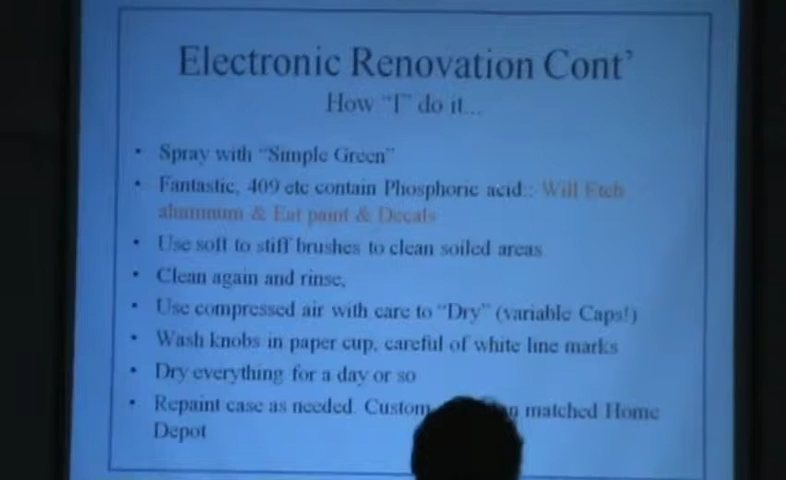 Electronic Renovation Cont’
How “I” do it...
• Spray with “Simple Green”
• Fantastic, 409 etc contain Phosphoric acid:: Will Etch
aluminum & Eat paint & Decals
• Use soft to stiff brushes to clean soiled areas
• Clean again and rinse,
• Use compressed air with care to “Dry” (variable Caps!)
• Wash knobs in paper cup, careful of white line marks
• Dry everything for a day or so
• Repaint case as needed. Custom matched Home
Depot